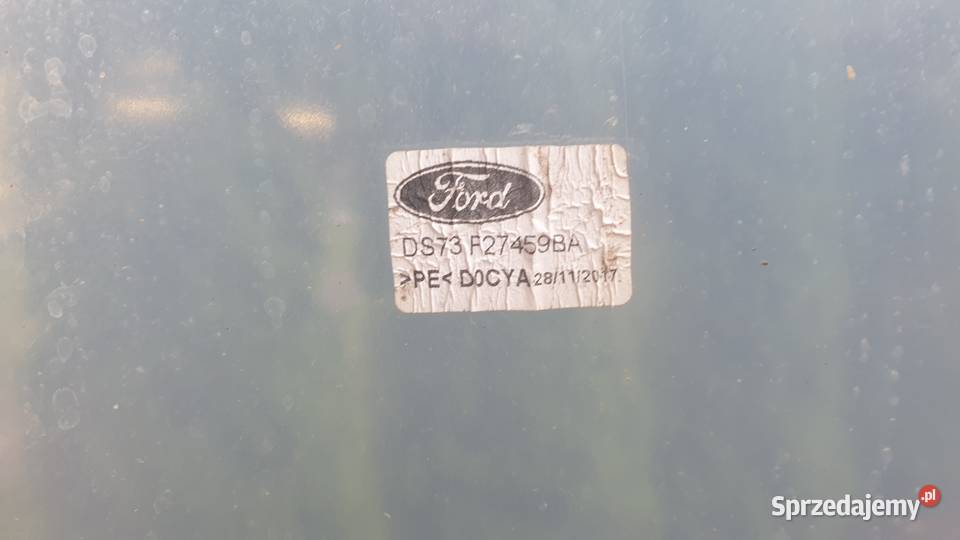 Ford
DS73 F27459BA
>PE< D0CYA 28/11/2017
Sprzedajemy.pl